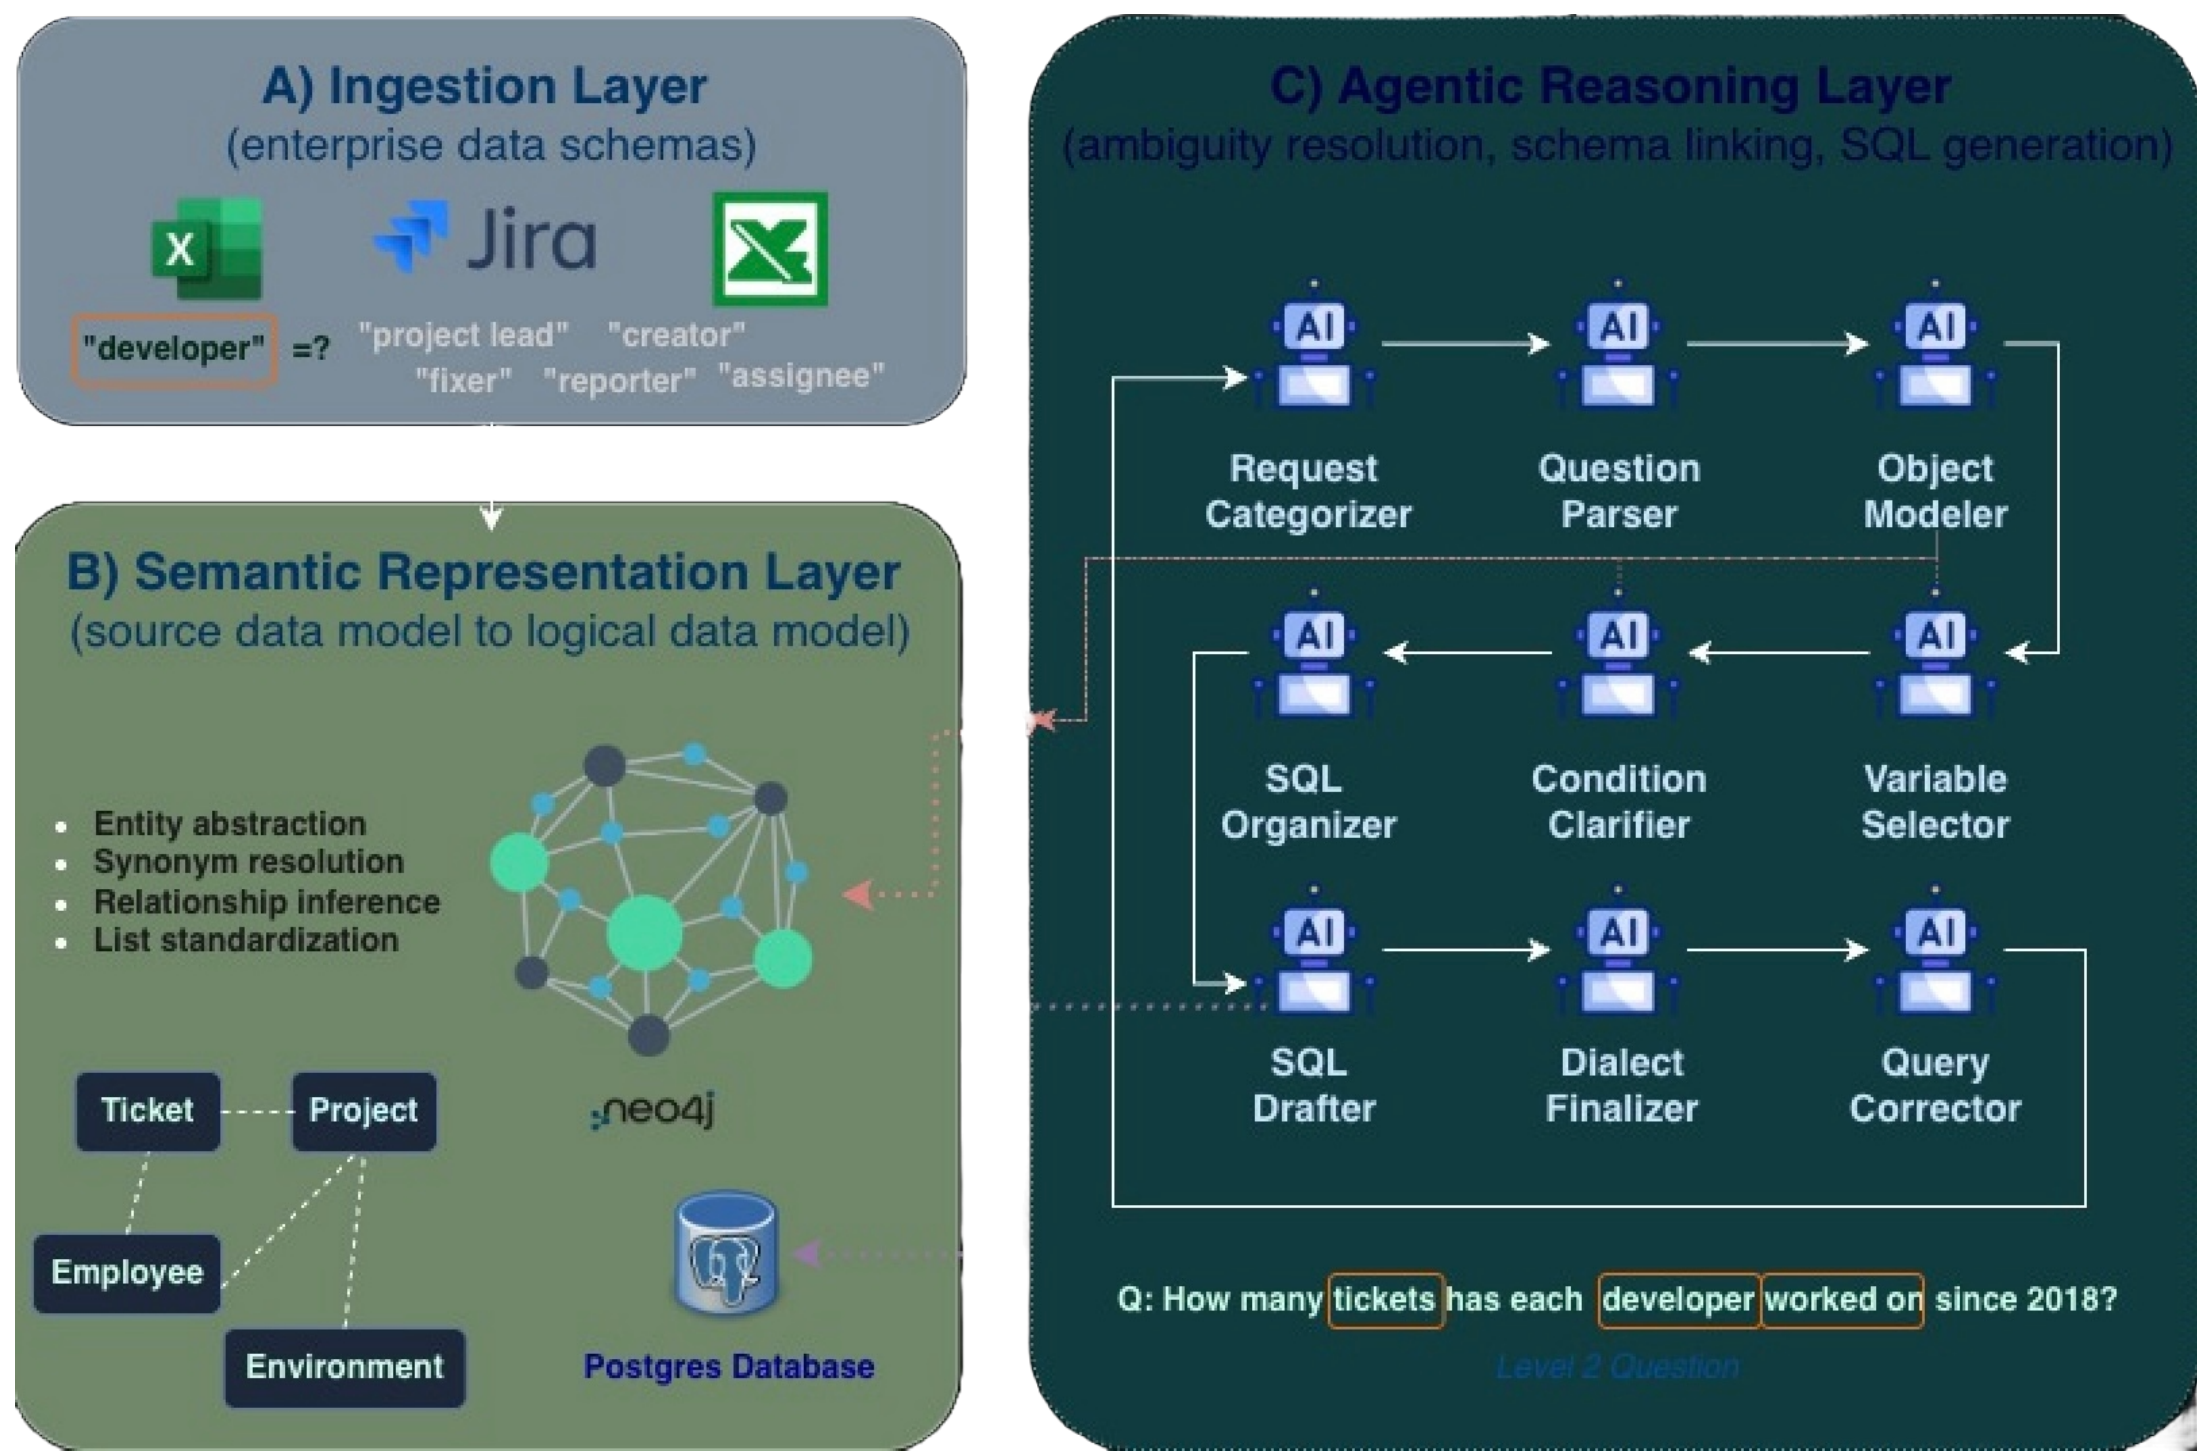 A) Ingestion Layer
(enterprise data schemas)
X
Jira
X
"developer" =? "project lead" "creator"
"fixer" "reporter" "assignee"
B) Semantic Representation Layer
(source data model to logical data model)
Entity abstraction
Synonym resolution
Relationship inference
List standardization
neo4j
Ticket
Project
Employee
Environment
Postgres Database
C) Agentic Reasoning Layer
(ambiguity resolution, schema linking, SQL generation)
AI AI AI
Request Categorizer
Question Parser
Object Modeler
AI AI AI
SQL Organizer
Condition Clarifier
Variable Selector
AI AI AI
SQL Drafter
Dialect Finalizer
Query Corrector
Q: How many tickets has each developer worked on since 2018?
Level 2 Question